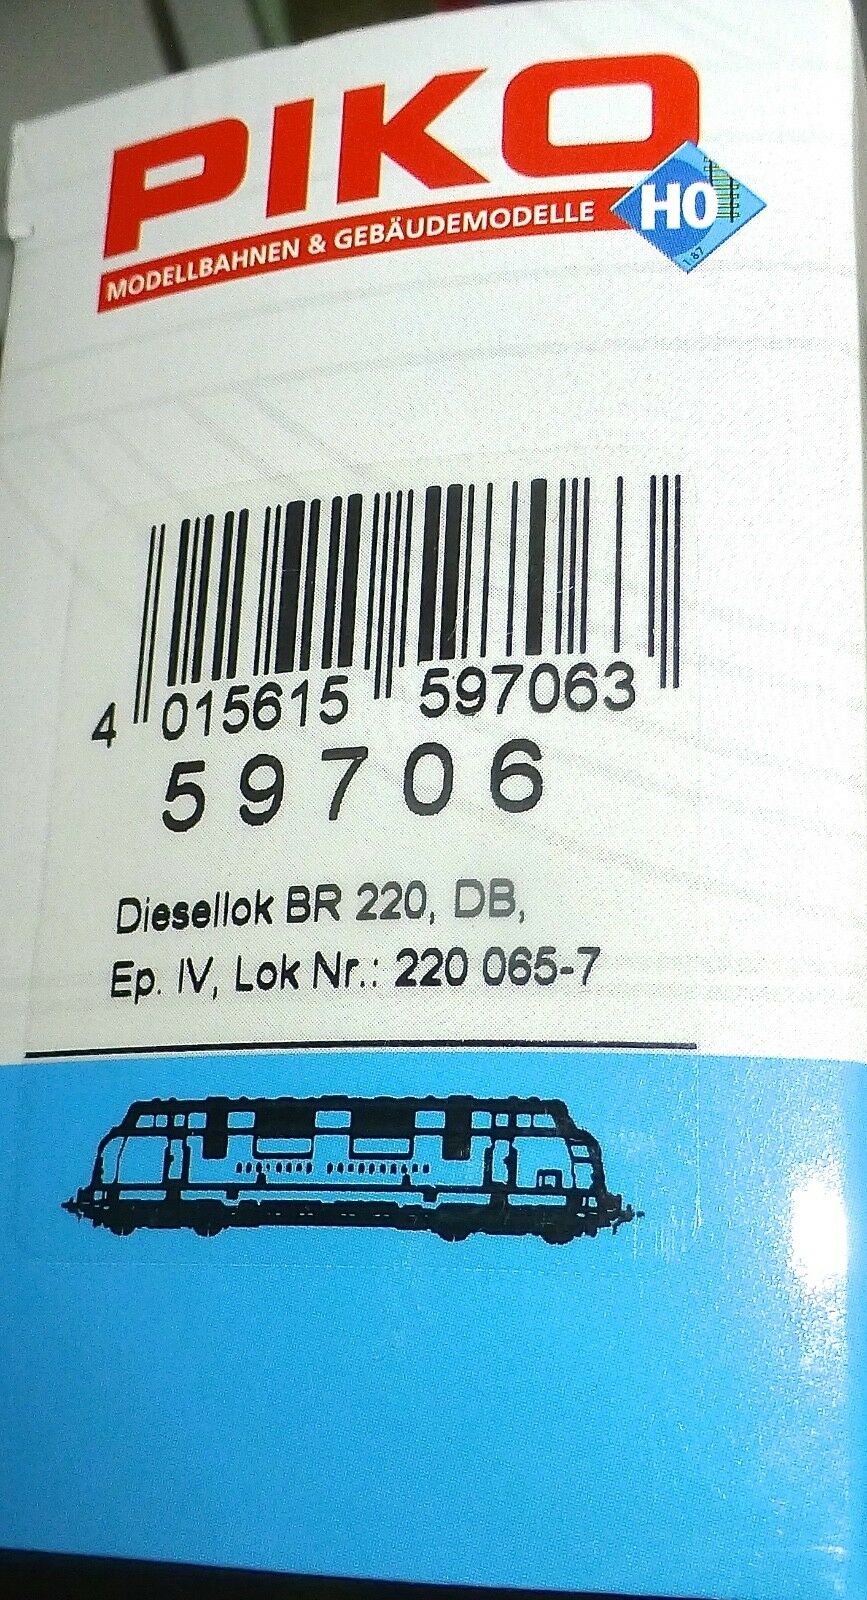 PIKO
MODELLBAHNEN & GEBÄUDEMODELLE
H0
1:87
4 015615 597063
59706
Diesellok BR 220, DB,
Ep. IV, Lok Nr.: 220 065-7